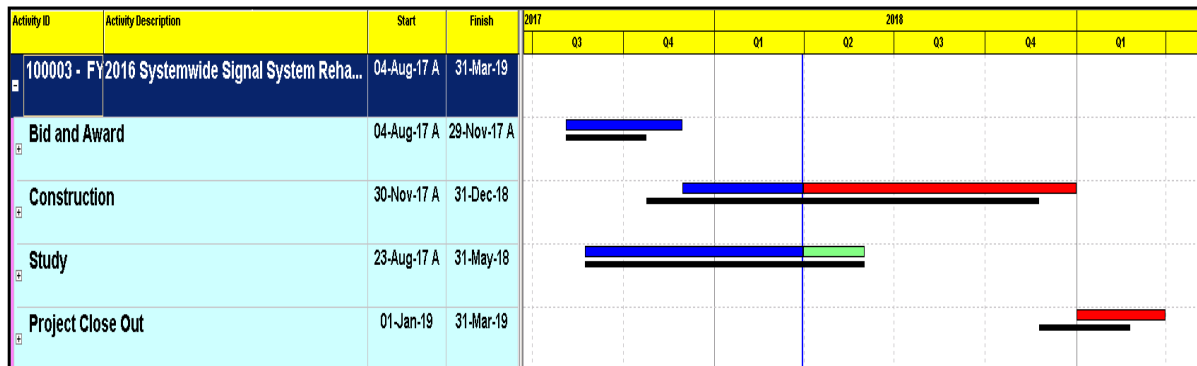 Activity ID Activity Description Start Finish 2017 2018
Q3 Q4 Q1 Q2 Q3 Q4 Q1
100003 - FY2016 Systemwide Signal System Reha... 04-Aug-17 A 31-Mar-19
Bid and Award 04-Aug-17 A 29-Nov-17 A
Construction 30-Nov-17 A 31-Dec-18
Study 23-Aug-17 A 31-May-18
Project Close Out 01-Jan-19 31-Mar-19